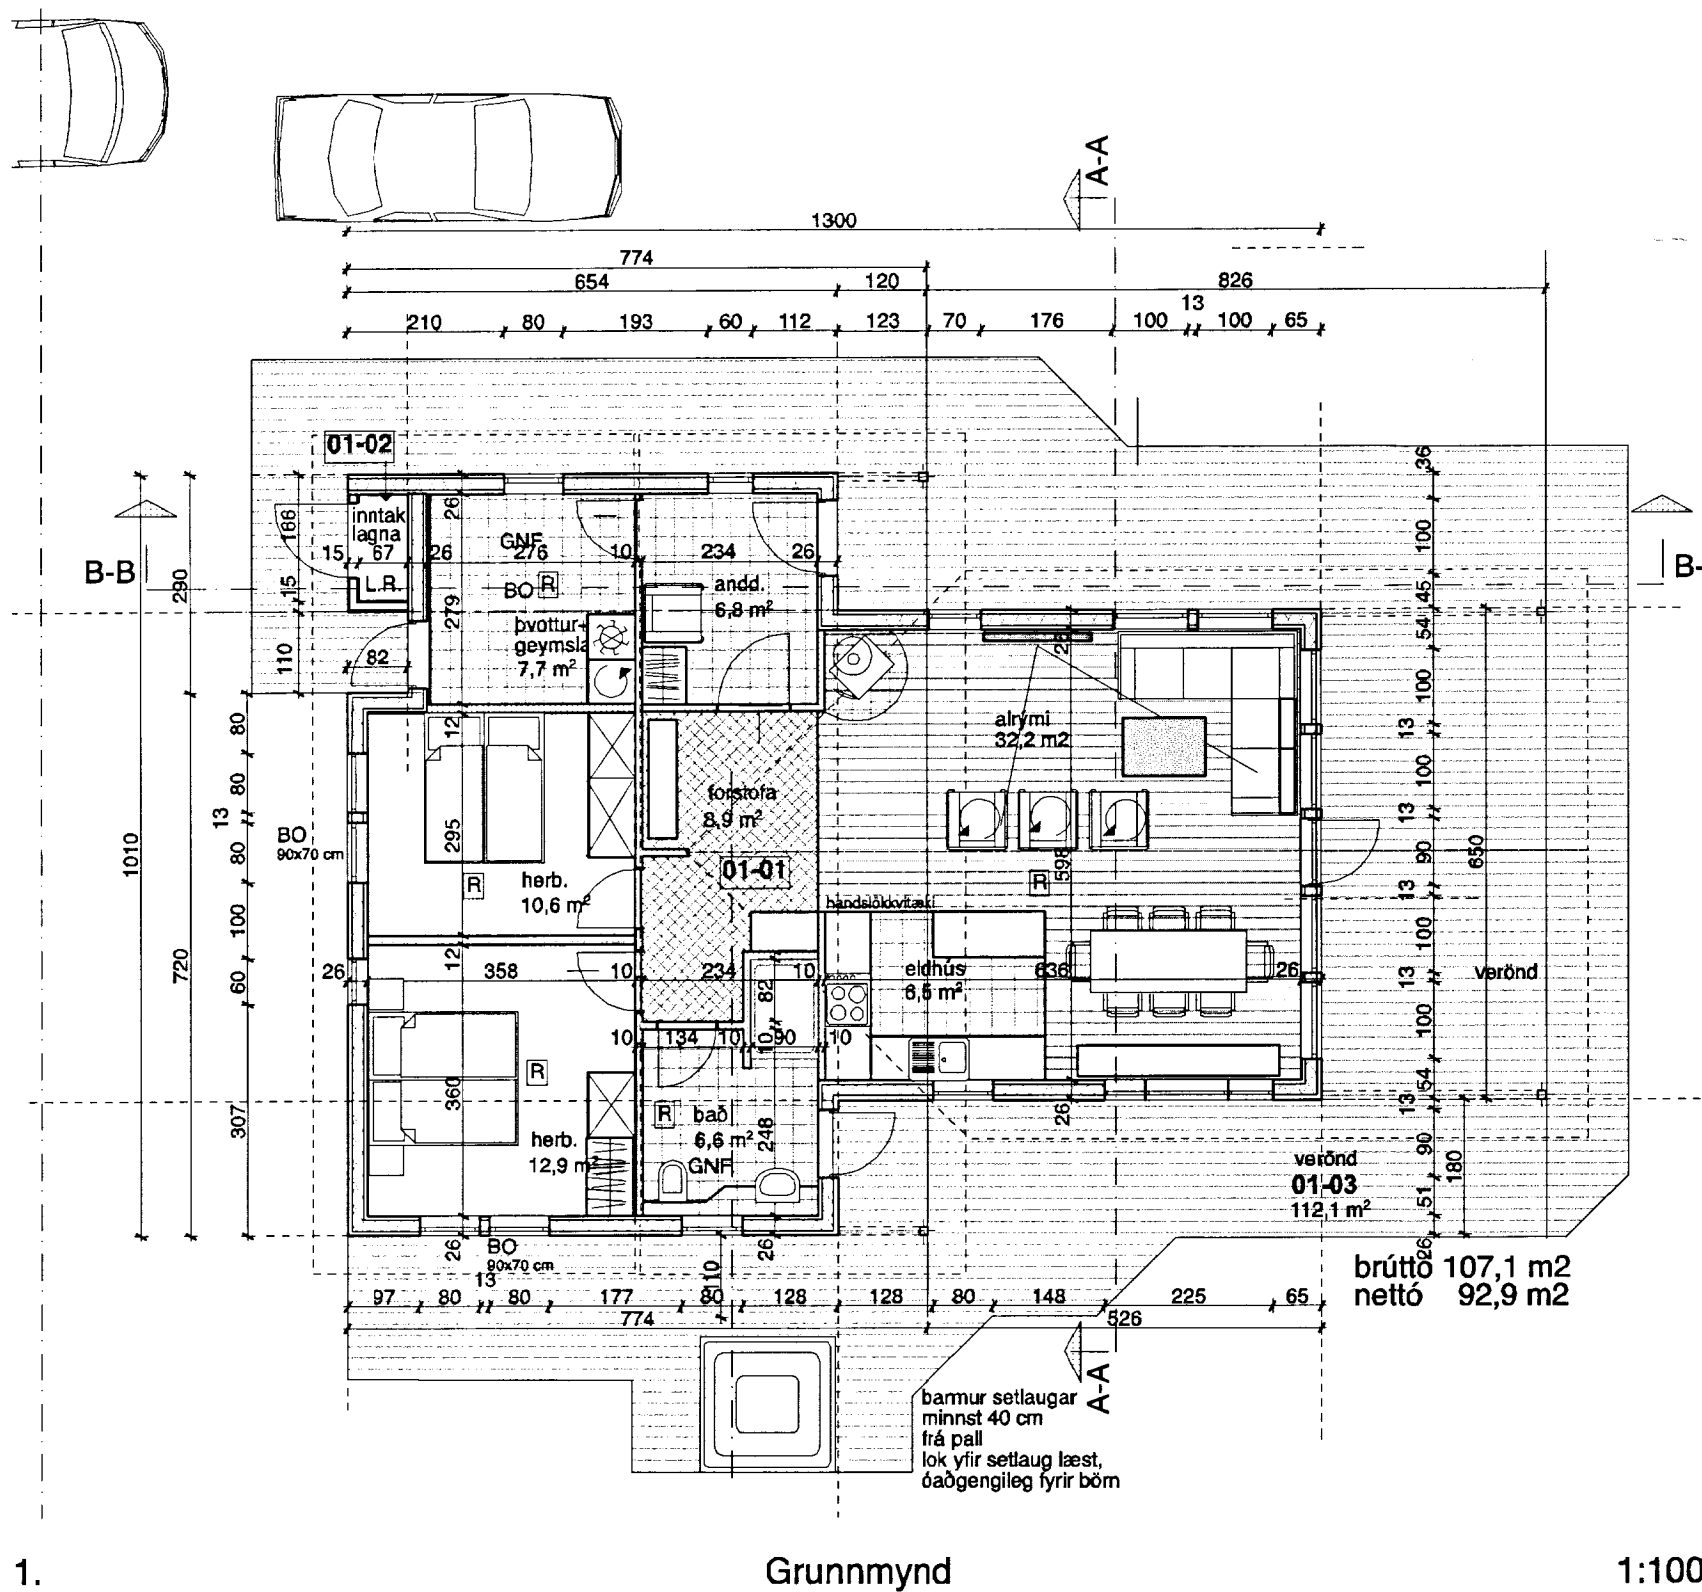 A-A
1300
774
654
120
826
13
210
80
193
60
112
123
70
176
100
100
65
01-02
inntak
lagna
L.R.
166
15
67
26
GNF
276
10
234
26
26
BO R
andd.
6,8 m²
B-B
B-
290
15
279
þvottur+
geymsla
7,7 m²
110
82
26
36
100
45
54
100
13
100
13
90
13
100
13
100
54
13
90
51
26
650
180
80
80
13
80
100
60
307
1010
720
12
295
BO
90x70 cm
R
herb.
10,6 m²
forstofa
8,9 m²
01-01
alrými
32,2 m2
598
R
handslökkvitæki
12
26
358
10
234
10
82
eldhús
6,5 m²
636
26
verönd
10
134
10
10
90
10
R
360
R
bað
6,6 m²
GNF
248
herb.
12,9 m²
26
verönd
01-03
112,1 m²
26
BO
90x70 cm
13
26
110
brúttó 107,1 m2
nettó 92,9 m2
97
80
80
177
80
128
128
80
148
225
65
774
526
A-A
barmur setlaugar
minnst 40 cm
frá pall
lok yfir setlaug læst,
óaðgengileg fyrir börn
1.
Grunnmynd
1:100